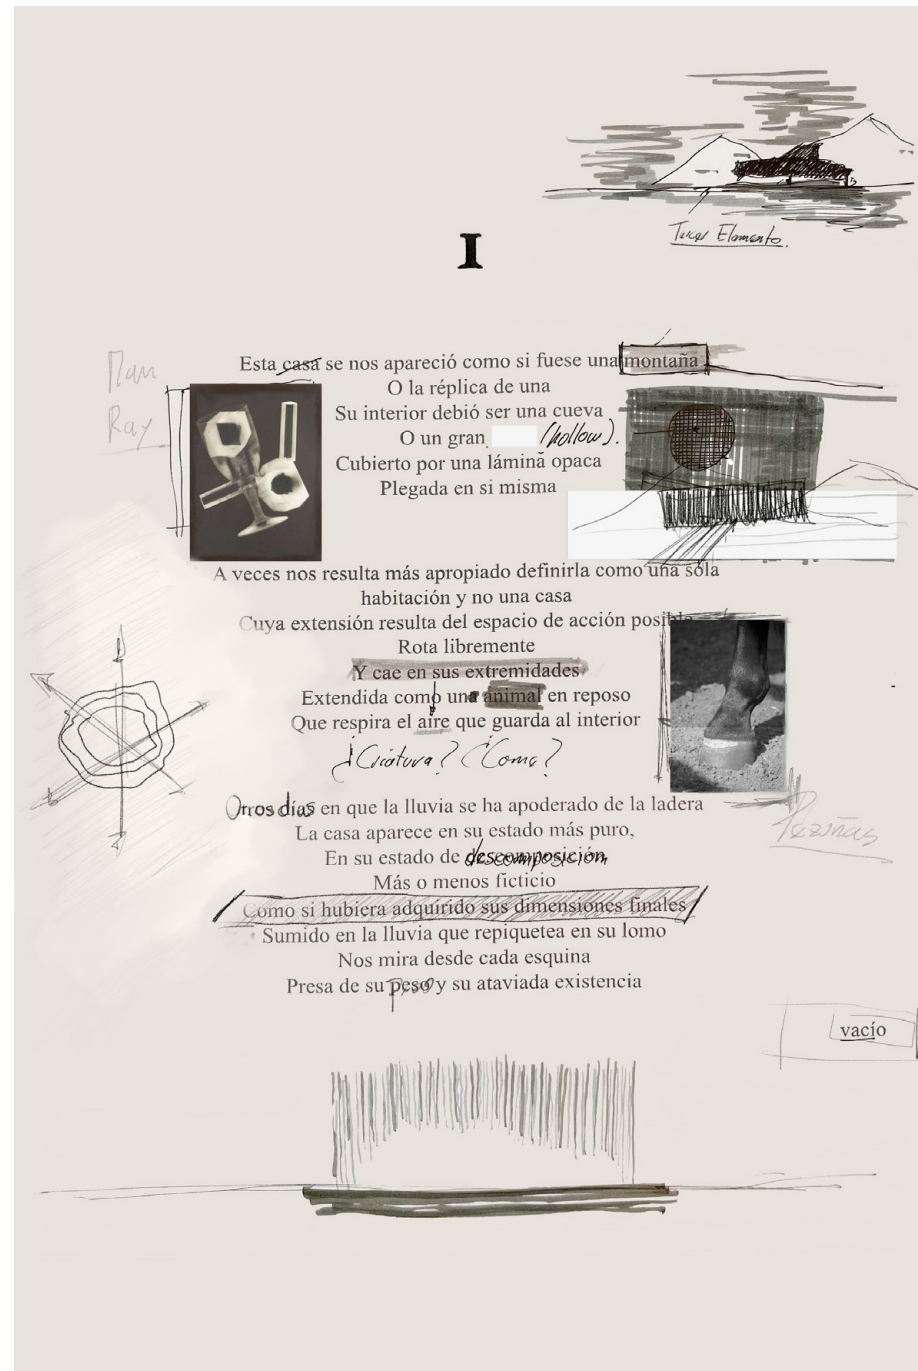 Tercer Elemento.
I
Man
Ray
Esta casa se nos apareció como si fuese una montaña
O la réplica de una
Su interior debió ser una cueva
O un gran (hollow).
Cubierto por una lámină opaca
Plegada en si misma
A veces nos resulta más apropiado definirla como una sola
habitación y no una casa
Cuya extensión resulta del espacio de acción posible
Rota libremente
Y cae en sus extremidades
Extendida como una animal en reposo
Que respira el aire que guarda al interior
¿Criatura? ¿Como?
Otros días en que la lluvia se ha apoderado de la ladera
La casa aparece en su estado más puro,
En su estado de descomposición
Más o menos ficticio
Como si hubiera adquirido sus dimensiones finales
Sumido en la lluvia que repiquetea en su lomo
Nos mira desde cada esquina
Presa de su peso y su ataviada existencia
Pezuñas
vacío